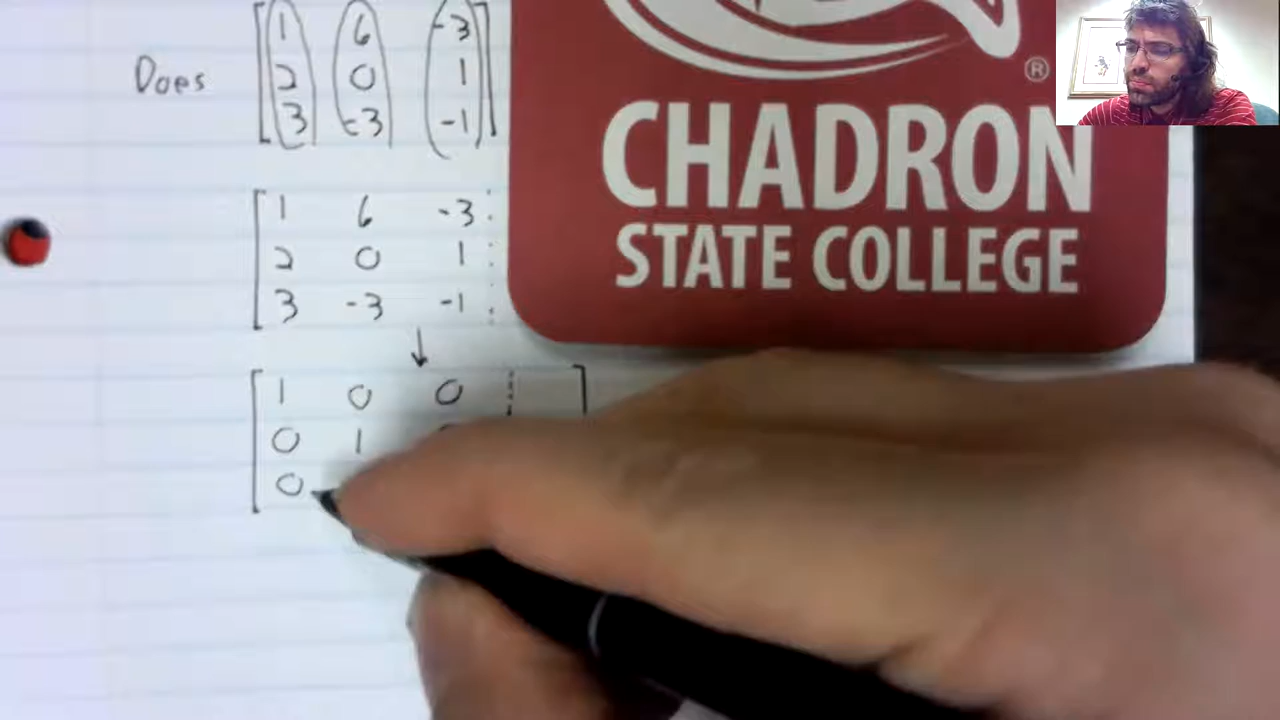 Does
1 6 -3
2 0 1
3 -3 -1
1 6 -3
2 0 1
3 -3 -1
↓
1 0 0
0 1
0
CHADRON
STATE COLLEGE
®